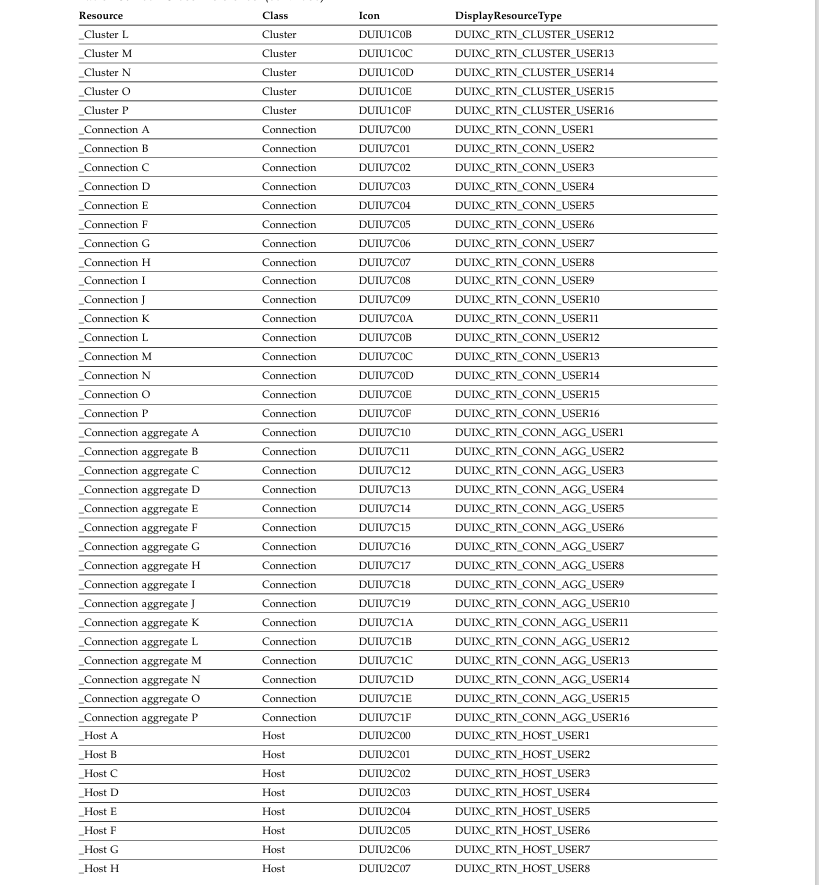 Resource Class Icon DisplayResourceType
_Cluster L Cluster DUIU1C0B DUIXC_RTN_CLUSTER_USER12
_Cluster M Cluster DUIU1C0C DUIXC_RTN_CLUSTER_USER13
_Cluster N Cluster DUIU1C0D DUIXC_RTN_CLUSTER_USER14
_Cluster O Cluster DUIU1C0E DUIXC_RTN_CLUSTER_USER15
_Cluster P Cluster DUIU1C0F DUIXC_RTN_CLUSTER_USER16
_Connection A Connection DUIU7C00 DUIXC_RTN_CONN_USER1
_Connection B Connection DUIU7C01 DUIXC_RTN_CONN_USER2
_Connection C Connection DUIU7C02 DUIXC_RTN_CONN_USER3
_Connection D Connection DUIU7C03 DUIXC_RTN_CONN_USER4
_Connection E Connection DUIU7C04 DUIXC_RTN_CONN_USER5
_Connection F Connection DUIU7C05 DUIXC_RTN_CONN_USER6
_Connection G Connection DUIU7C06 DUIXC_RTN_CONN_USER7
_Connection H Connection DUIU7C07 DUIXC_RTN_CONN_USER8
_Connection I Connection DUIU7C08 DUIXC_RTN_CONN_USER9
_Connection J Connection DUIU7C09 DUIXC_RTN_CONN_USER10
_Connection K Connection DUIU7C0A DUIXC_RTN_CONN_USER11
_Connection L Connection DUIU7C0B DUIXC_RTN_CONN_USER12
_Connection M Connection DUIU7C0C DUIXC_RTN_CONN_USER13
_Connection N Connection DUIU7C0D DUIXC_RTN_CONN_USER14
_Connection O Connection DUIU7C0E DUIXC_RTN_CONN_USER15
_Connection P Connection DUIU7C0F DUIXC_RTN_CONN_USER16
_Connection aggregate A Connection DUIU7C10 DUIXC_RTN_CONN_AGG_USER1
_Connection aggregate B Connection DUIU7C11 DUIXC_RTN_CONN_AGG_USER2
_Connection aggregate C Connection DUIU7C12 DUIXC_RTN_CONN_AGG_USER3
_Connection aggregate D Connection DUIU7C13 DUIXC_RTN_CONN_AGG_USER4
_Connection aggregate E Connection DUIU7C14 DUIXC_RTN_CONN_AGG_USER5
_Connection aggregate F Connection DUIU7C15 DUIXC_RTN_CONN_AGG_USER6
_Connection aggregate G Connection DUIU7C16 DUIXC_RTN_CONN_AGG_USER7
_Connection aggregate H Connection DUIU7C17 DUIXC_RTN_CONN_AGG_USER8
_Connection aggregate I Connection DUIU7C18 DUIXC_RTN_CONN_AGG_USER9
_Connection aggregate J Connection DUIU7C19 DUIXC_RTN_CONN_AGG_USER10
_Connection aggregate K Connection DUIU7C1A DUIXC_RTN_CONN_AGG_USER11
_Connection aggregate L Connection DUIU7C1B DUIXC_RTN_CONN_AGG_USER12
_Connection aggregate M Connection DUIU7C1C DUIXC_RTN_CONN_AGG_USER13
_Connection aggregate N Connection DUIU7C1D DUIXC_RTN_CONN_AGG_USER14
_Connection aggregate O Connection DUIU7C1E DUIXC_RTN_CONN_AGG_USER15
_Connection aggregate P Connection DUIU7C1F DUIXC_RTN_CONN_AGG_USER16
_Host A Host DUIU2C00 DUIXC_RTN_HOST_USER1
_Host B Host DUIU2C01 DUIXC_RTN_HOST_USER2
_Host C Host DUIU2C02 DUIXC_RTN_HOST_USER3
_Host D Host DUIU2C03 DUIXC_RTN_HOST_USER4
_Host E Host DUIU2C04 DUIXC_RTN_HOST_USER5
_Host F Host DUIU2C05 DUIXC_RTN_HOST_USER6
_Host G Host DUIU2C06 DUIXC_RTN_HOST_USER7
_Host H Host DUIU2C07 DUIXC_RTN_HOST_USER8